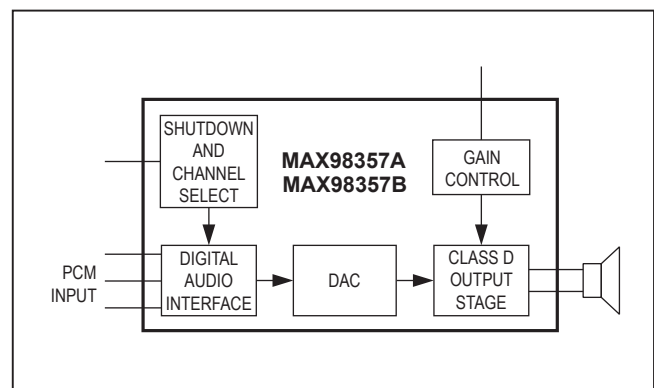 SHUTDOWN
AND
CHANNEL
SELECT
MAX98357A
MAX98357B
GAIN
CONTROL
PCM
INPUT
DIGITAL
AUDIO
INTERFACE
DAC
CLASS D
OUTPUT
STAGE